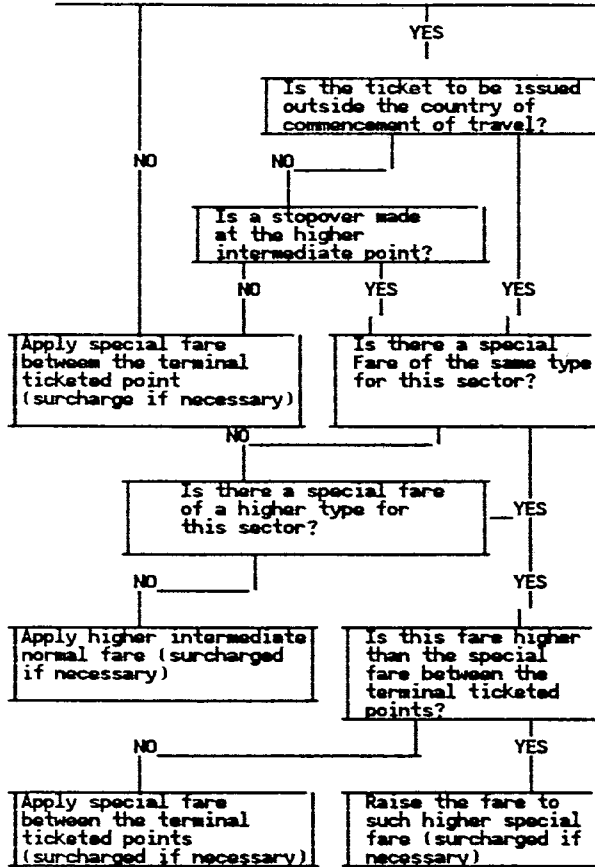 YES
Is the ticket to be issued
outside the country of
commencement of travel?
NO
NO
Is a stopover made
at the higher
intermediate point?
NO
YES
YES
Apply special fare
between the terminal
ticketed point
(surcharge if necessary)
Is there a special
Fare of the same type
for this sector?
NO
Is there a special fare
of a higher type for
this sector?
YES
NO
YES
Apply higher intermediate
normal fare (surcharged
if necessary)
Is this fare higher
than the special
fare between the
terminal ticketed
points?
NO
YES
Apply special fare
between the terminal
ticketed points
(surcharged if necessary)
Raise the fare to
such higher special
fare (surcharged if
necessary)